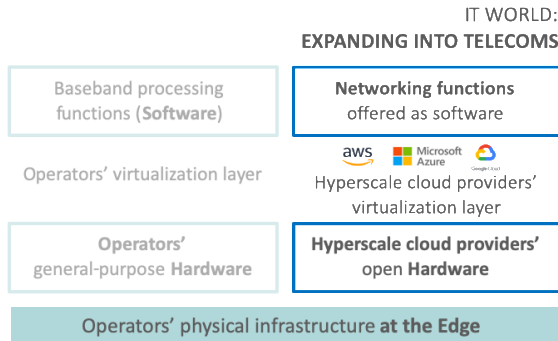 IT WORLD:
EXPANDING INTO TELECOMS
Baseband processing
functions (Software)
Networking functions
offered as software
Operators’ virtualization layer
aws
Microsoft
Azure
Google Cloud
Hyperscale cloud providers’
virtualization layer
Operators’
general-purpose Hardware
Hyperscale cloud providers’
open Hardware
Operators’ physical infrastructure at the Edge